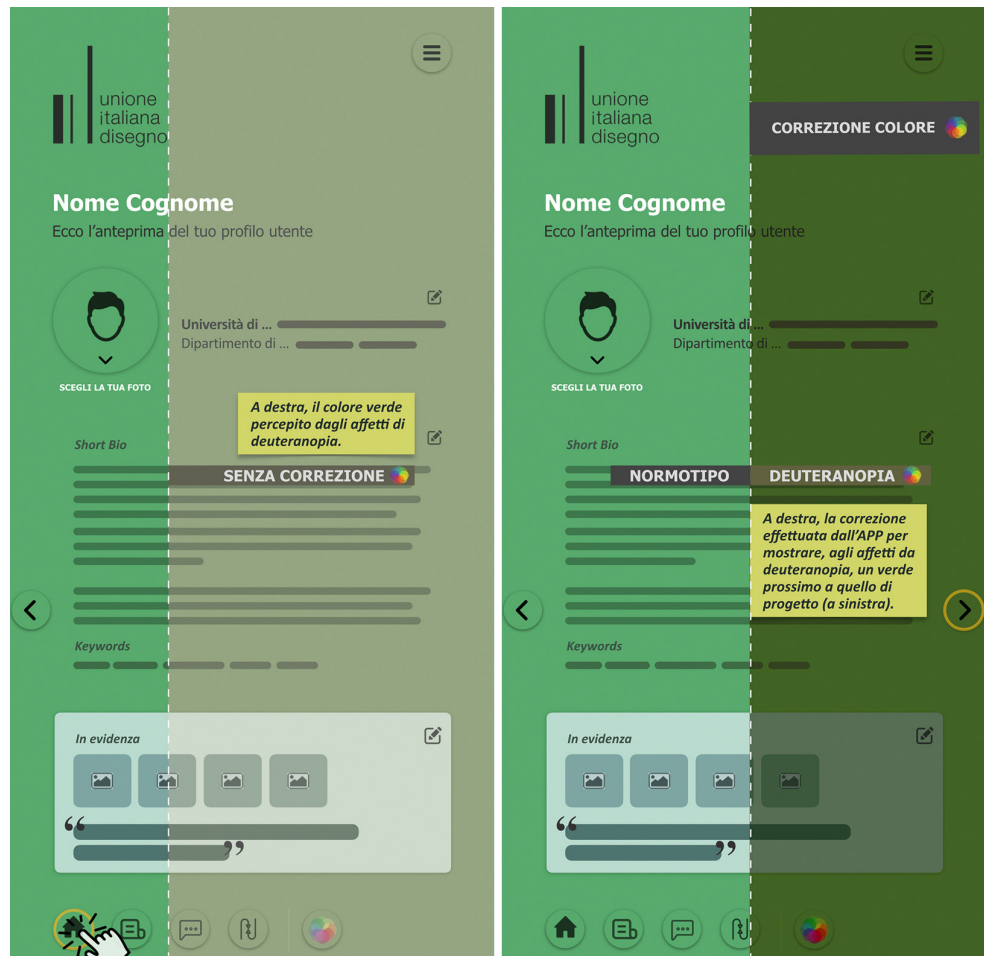 unione
italiana
disegno
Nome Cognome
Ecco l'anteprima del tuo profilo utente
Università di ...
Dipartimento di ...
SCEGLI LA TUA FOTO
A destra, il colore verde
percepito dagli affetti di
deuteranopia.
Short Bio
SENZA CORREZIONE
Keywords
In evidenza
“
”
unione
italiana
disegno
CORREZIONE COLORE
Nome Cognome
Ecco l'anteprima del tuo profilo utente
Università di ...
Dipartimento di ...
SCEGLI LA TUA FOTO
Short Bio
NORMOTIPO DEUTERANOPIA
A destra, la correzione
effettuata dall'APP per
mostrare, agli affetti da
deuteranopia, un verde
prossimo a quello di
progetto (a sinistra).
Keywords
In evidenza
“
”